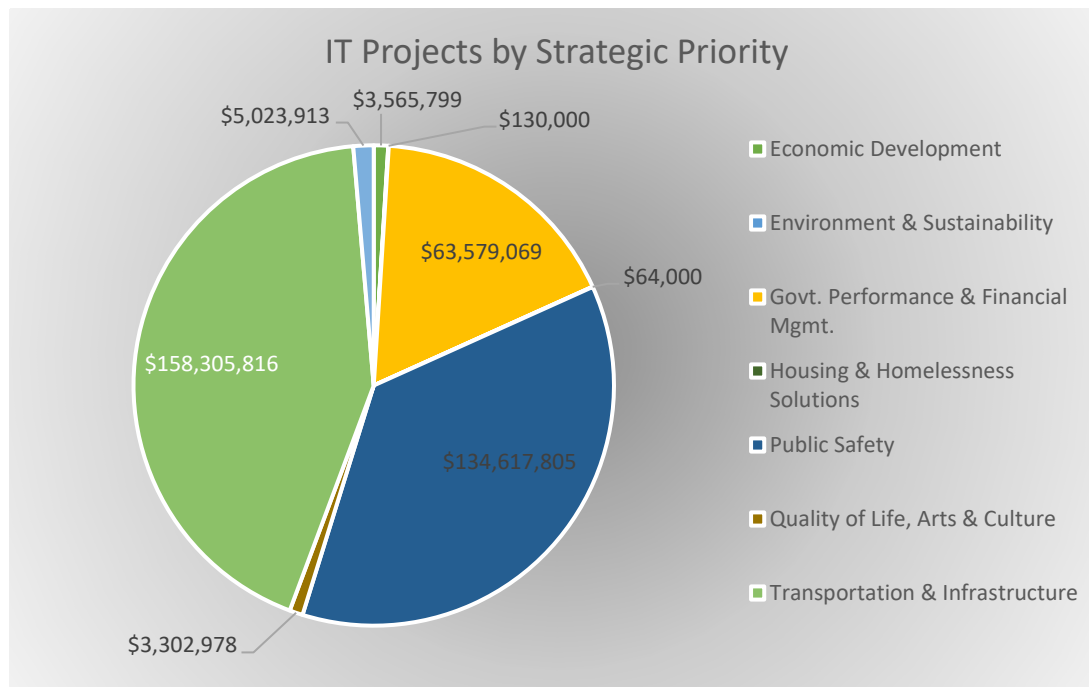 IT Projects by Strategic Priority
$5,023,913
$3,565,799
$130,000
$63,579,069
$64,000
$158,305,816
$134,617,805
$3,302,978
Economic Development
Environment & Sustainability
Govt. Performance & Financial
Mgmt.
Housing & Homelessness
Solutions
Public Safety
Quality of Life, Arts & Culture
Transportation & Infrastructure